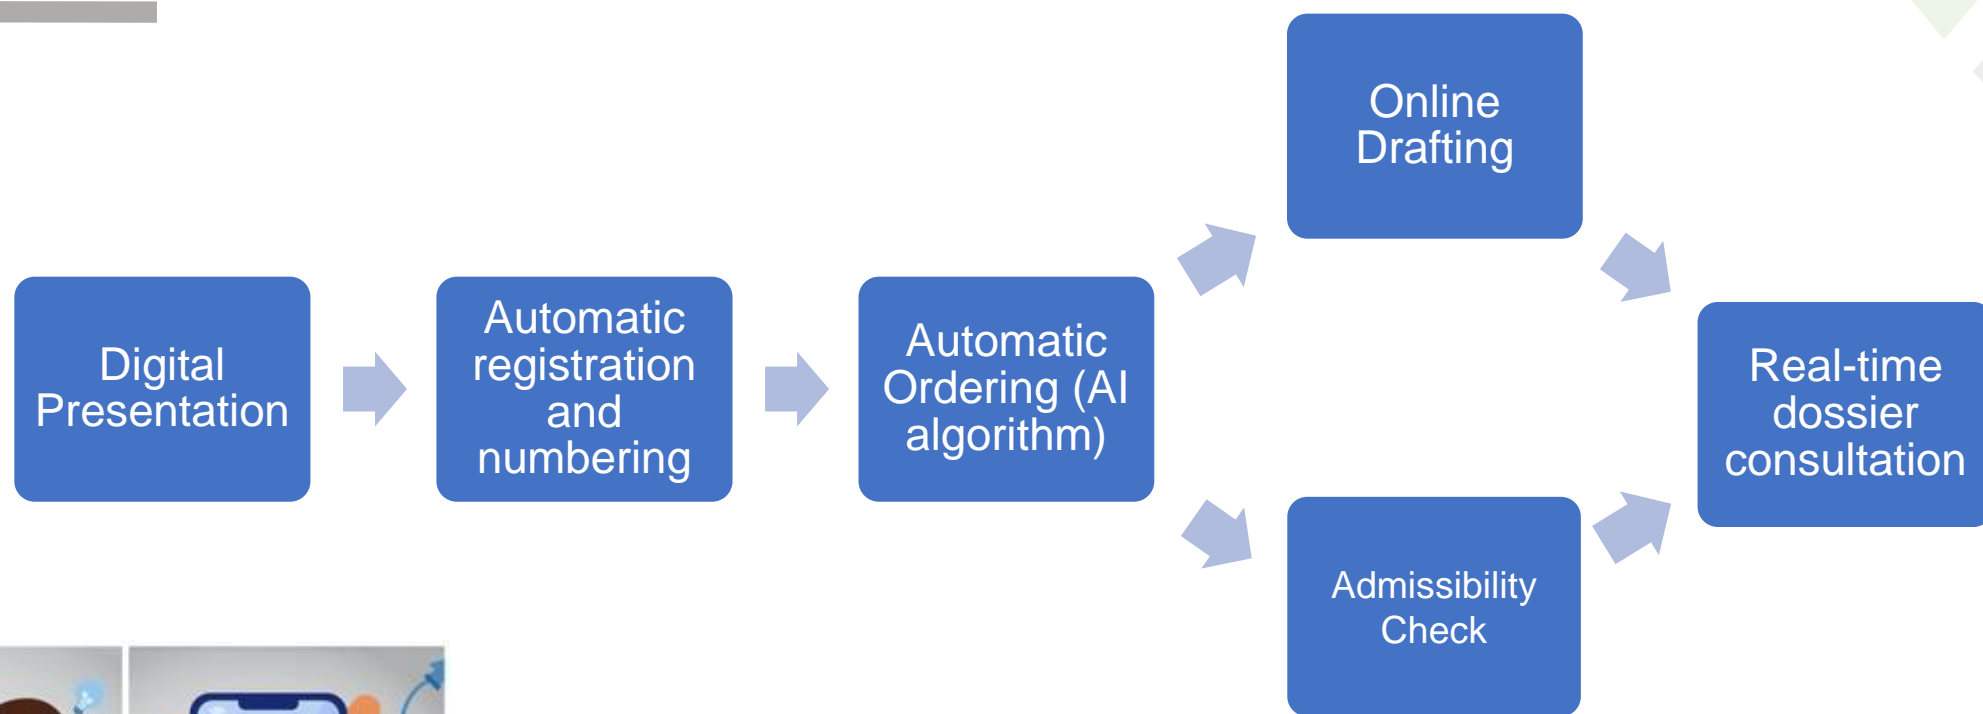 Digital
Presentation
Automatic
registration
and
numbering
Automatic
Ordering (AI
algorithm)
Online
Drafting
Admissibility
Check
Real-time
dossier
consultation